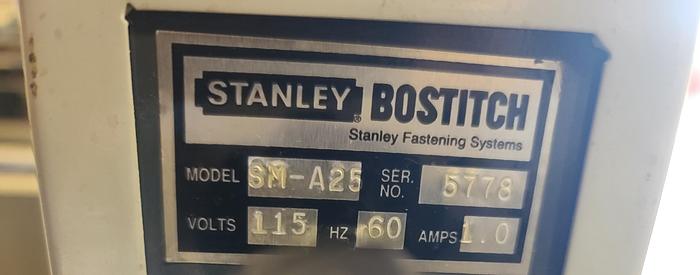 STANLEY® BOSTITCH
Stanley Fastening Systems
MODEL SM-A25 SER. NO. 5778
VOLTS 115 HZ 60 AMPS 1.0